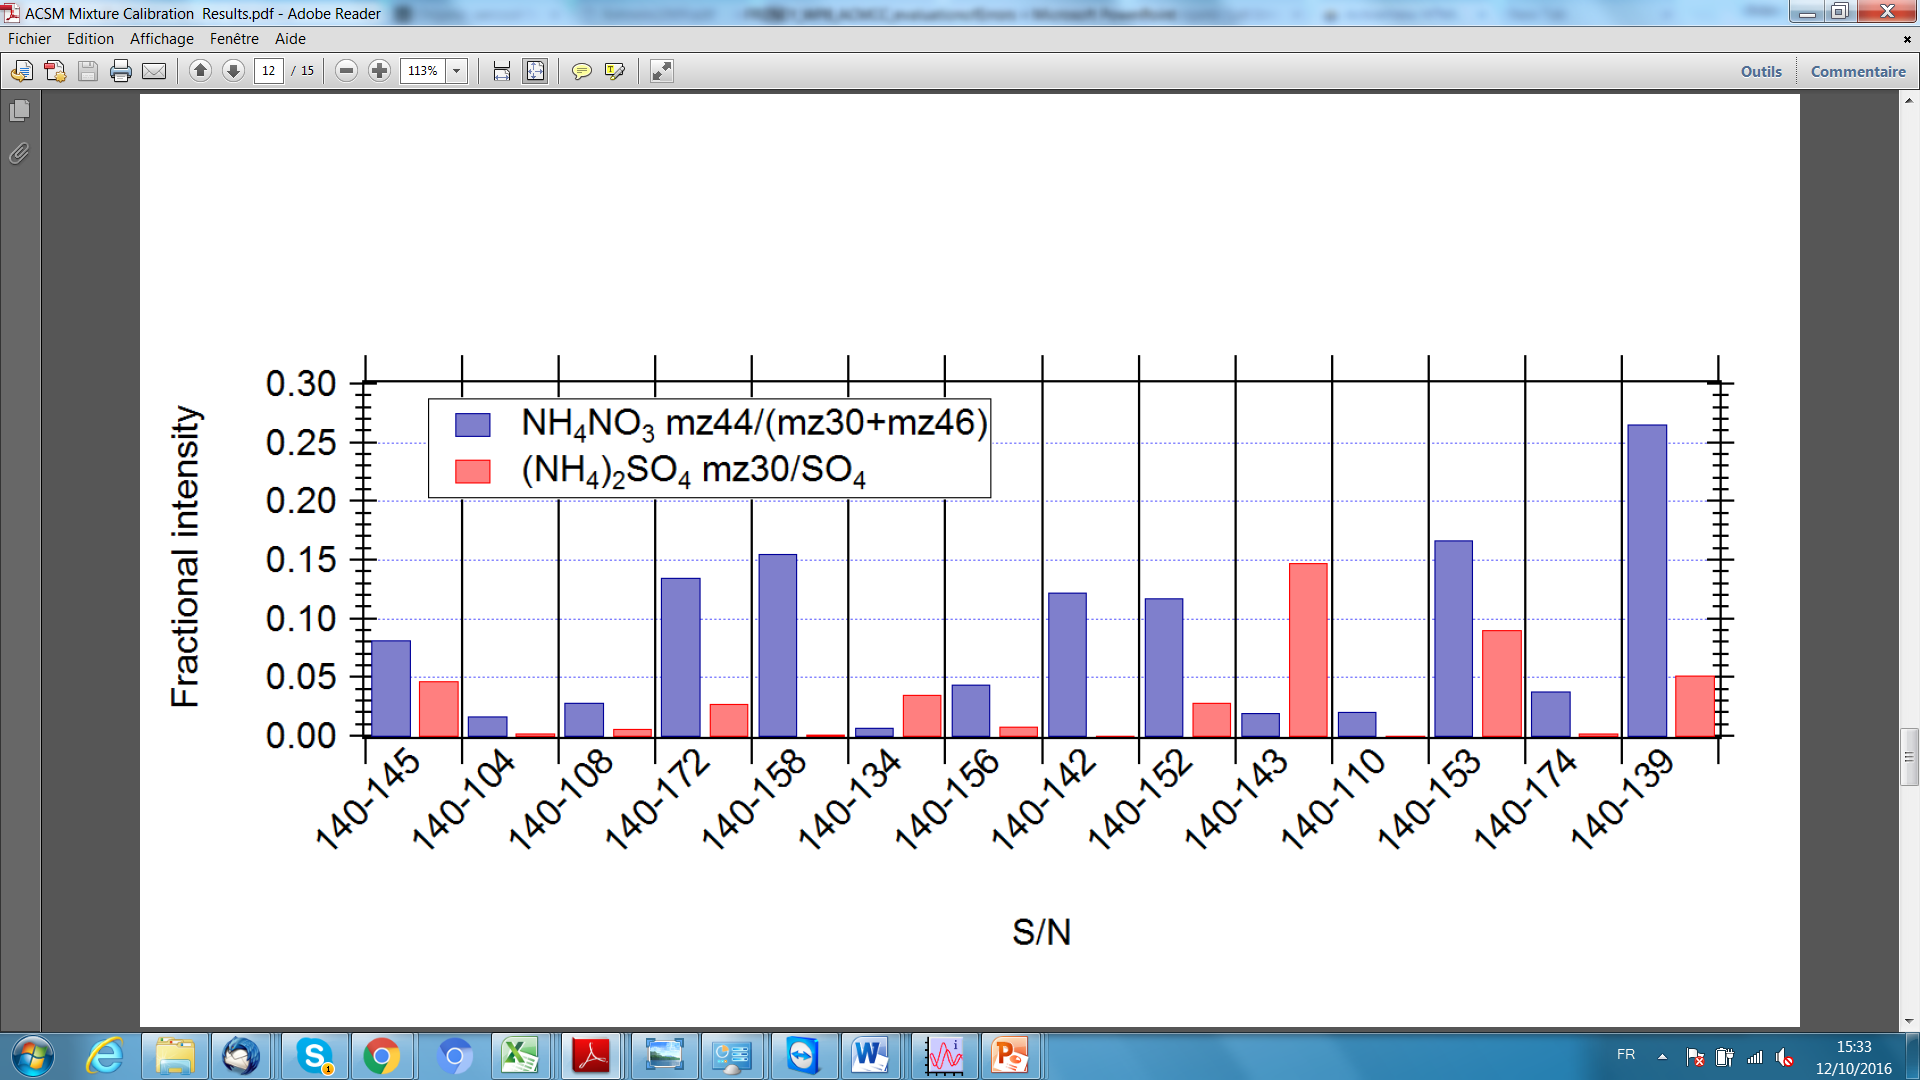 ACSM Mixture Calibration Results.pdf - Adobe Reader
Fichier Edition Affichage Fenêtre Aide
12 / 15 113% Outils Commentaire
0.30
0.25
0.20
0.15
0.10
0.05
0.00
Fractional intensity
NH₄NO₃ mz44/(mz30+mz46)
(NH₄)₂SO₄ mz30/SO₄
140-145 140-104 140-108 140-172 140-158 140-134 140-156 140-142 140-152 140-143 140-110 140-153 140-174 140-139
S/N
FR 15:33
12/10/2016